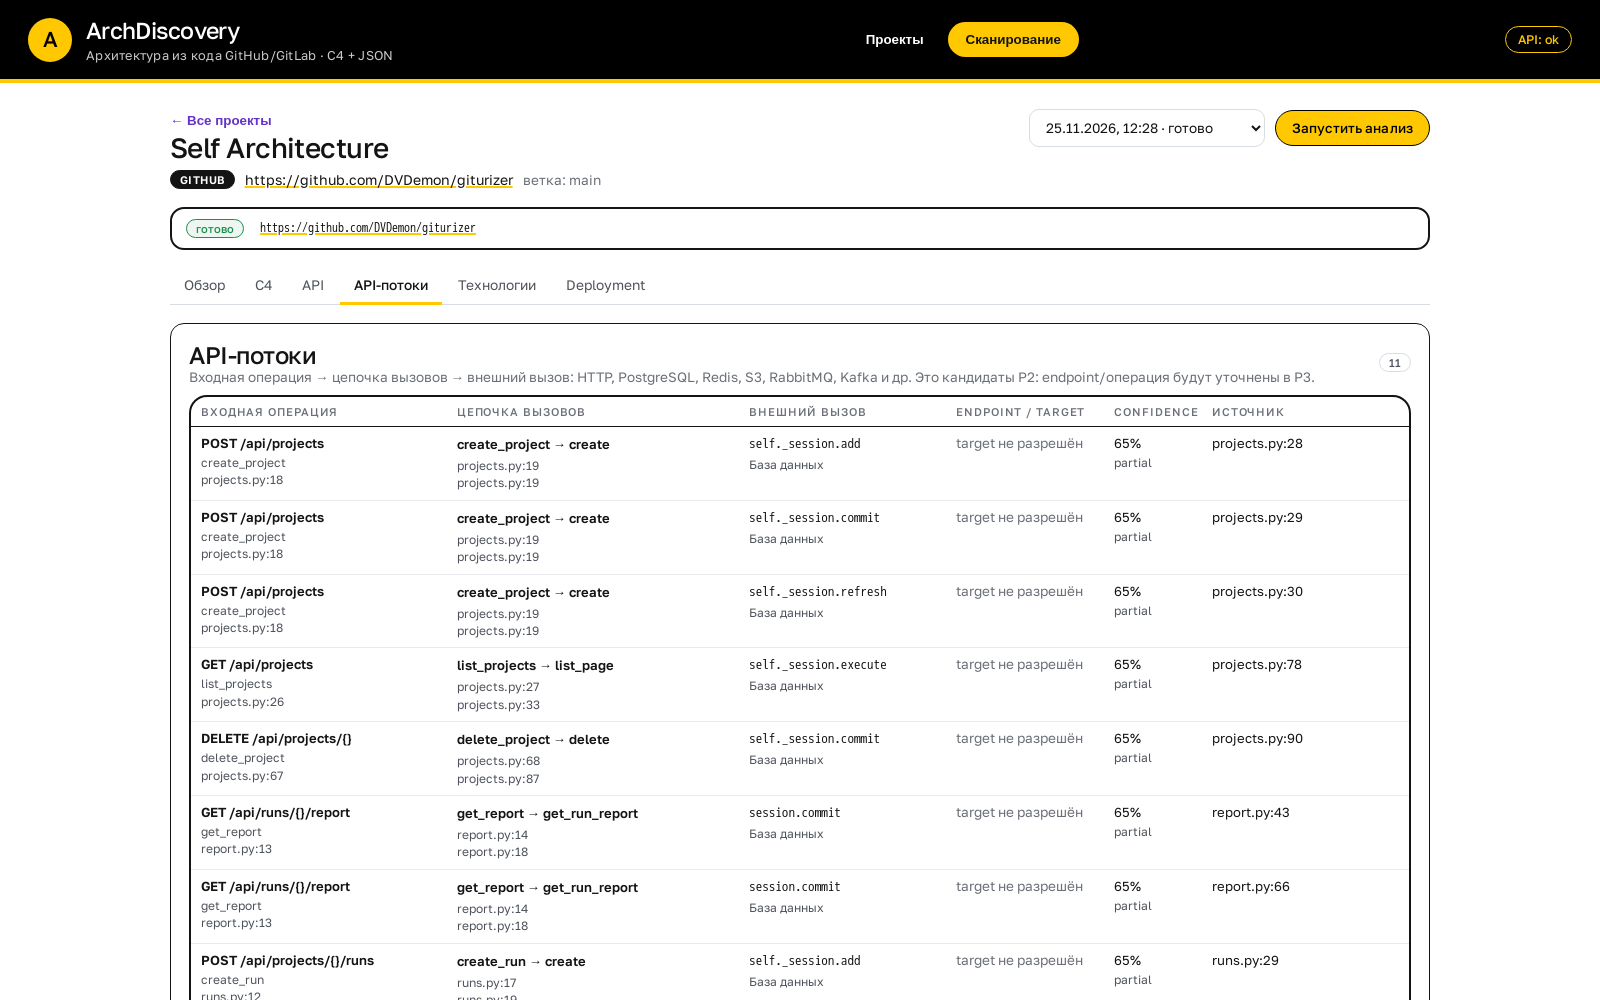 A
ArchDiscovery
Архитектура из кода GitHub/GitLab · C4 + JSON
Проекты
Сканирование
API: ok
← Все проекты
Self Architecture
25.11.2026, 12:28 · готово
Запустить анализ
GITHUB https://github.com/DVDemon/giturizer ветка: main
готово https://github.com/DVDemon/giturizer
Обзор C4 API API-потоки Технологии Deployment
API-потоки
11
Входная операция → цепочка вызовов → внешний вызов: HTTP, PostgreSQL, Redis, S3, RabbitMQ, Kafka и др. Это кандидаты P2: endpoint/операция будут уточнены в P3.
ВХОДНАЯ ОПЕРАЦИЯ ЦЕПОЧКА ВЫЗОВОВ ВНЕШНИЙ ВЫЗОВ ENDPOINT / TARGET CONFIDENCE ИСТОЧНИК
POST /api/projects create_project → create self._session.add target не разрешён 65% projects.py:28
create_project projects.py:19 База данных partial
projects.py:18 projects.py:19
POST /api/projects create_project → create self._session.commit target не разрешён 65% projects.py:29
create_project projects.py:19 База данных partial
projects.py:18 projects.py:19
POST /api/projects create_project → create self._session.refresh target не разрешён 65% projects.py:30
create_project projects.py:19 База данных partial
projects.py:18 projects.py:19
GET /api/projects list_projects → list_page self._session.execute target не разрешён 65% projects.py:78
list_projects projects.py:27 База данных partial
projects.py:26 projects.py:33
DELETE /api/projects/{} delete_project → delete self._session.commit target не разрешён 65% projects.py:90
delete_project projects.py:68 База данных partial
projects.py:67 projects.py:87
GET /api/runs/{}/report get_report → get_run_report session.commit target не разрешён 65% report.py:43
get_report report.py:14 База данных partial
report.py:13 report.py:18
GET /api/runs/{}/report get_report → get_run_report session.commit target не разрешён 65% report.py:66
get_report report.py:14 База данных partial
report.py:13 report.py:18
POST /api/projects/{}/runs create_run → create self._session.add target не разрешён 65% runs.py:29
create_run runs.py:17 База данных partial
runs.py:12 runs.py:19